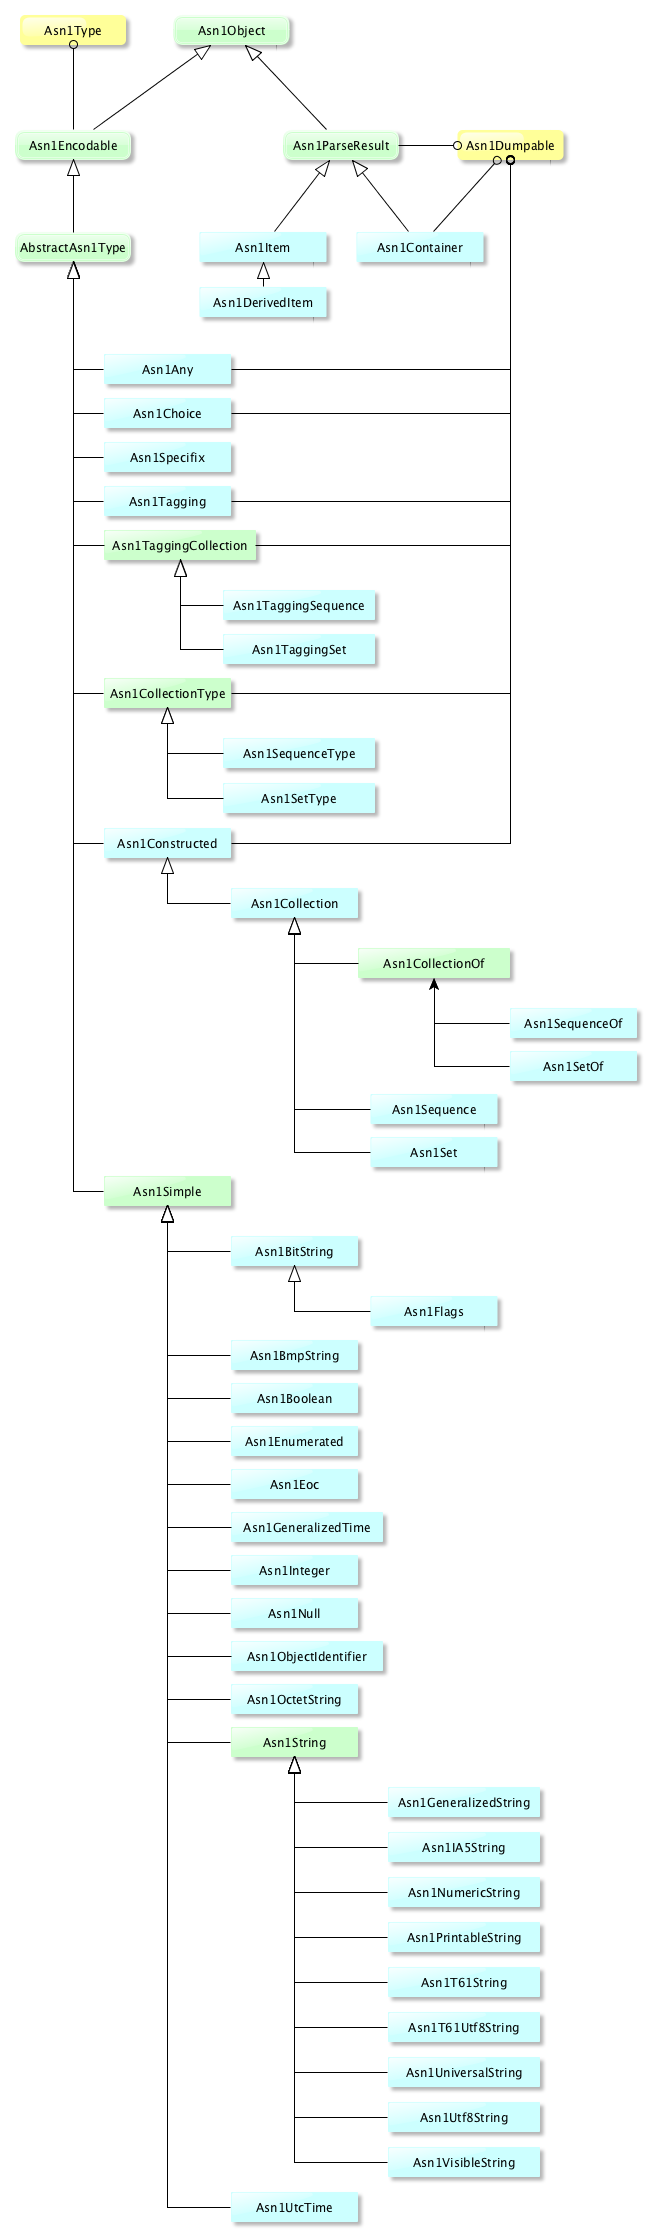 Asn1Type
Asn1Object
Asn1Encodable
Asn1ParseResult
Asn1Dumpable
AbstractAsn1Type
Asn1Item
Asn1Container
Asn1DerivedItem
Asn1Any
Asn1Choice
Asn1Specifix
Asn1Tagging
Asn1TaggingCollection
Asn1TaggingSequence
Asn1TaggingSet
Asn1CollectionType
Asn1SequenceType
Asn1SetType
Asn1Constructed
Asn1Collection
Asn1CollectionOf
Asn1SequenceOf
Asn1SetOf
Asn1Sequence
Asn1Set
Asn1Simple
Asn1BitString
Asn1Flags
Asn1BmpString
Asn1Boolean
Asn1Enumerated
Asn1Eoc
Asn1GeneralizedTime
Asn1Integer
Asn1Null
Asn1ObjectIdentifier
Asn1OctetString
Asn1String
Asn1GeneralizedString
Asn1IA5String
Asn1NumericString
Asn1PrintableString
Asn1T61String
Asn1T61Utf8String
Asn1UniversalString
Asn1Utf8String
Asn1VisibleString
Asn1UtcTime